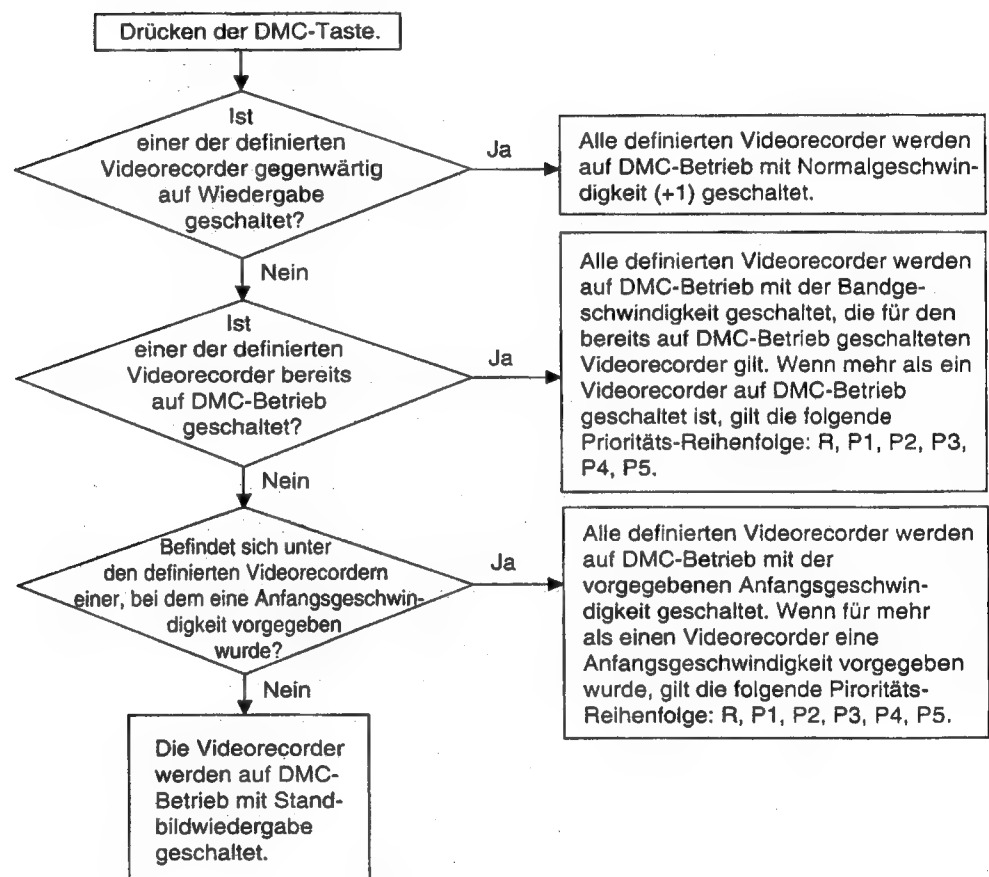 Drücken der DMC-Taste.
Ist
einer der definierten
Videorecorder gegenwärtig
auf Wiedergabe
geschaltet?
Ja
Alle definierten Videorecorder werden
auf DMC-Betrieb mit Normalgeschwin-
digkeit (+1) geschaltet.
Nein
Ist
einer der definierten
Videorecorder bereits
auf DMC-Betrieb
geschaltet?
Ja
Alle definierten Videorecorder werden
auf DMC-Betrieb mit der Bandge-
schwindigkeit geschaltet, die für den
bereits auf DMC-Betrieb geschalteten
Videorecorder gilt. Wenn mehr als ein
Videorecorder auf DMC-Betrieb
geschaltet ist, gilt die folgende
Prioritäts-Reihenfolge: R, P1, P2, P3,
P4, P5.
Nein
Befindet sich unter
den definierten Videorecordern
einer, bei dem eine Anfangsgeschwin-
digkeit vorgegeben
wurde?
Ja
Alle definierten Videorecorder werden
auf DMC-Betrieb mit der
vorgegebenen Anfangsgeschwin-
digkeit geschaltet. Wenn für mehr
als einen Videorecorder eine
Anfangsgeschwindigkeit vorgegeben
wurde, gilt die folgende Piroritäts-
Reihenfolge: R, P1, P2, P3, P4, P5.
Nein
Die Videorecorder
werden auf DMC-
Betrieb mit Stand-
bildwiedergabe
geschaltet.